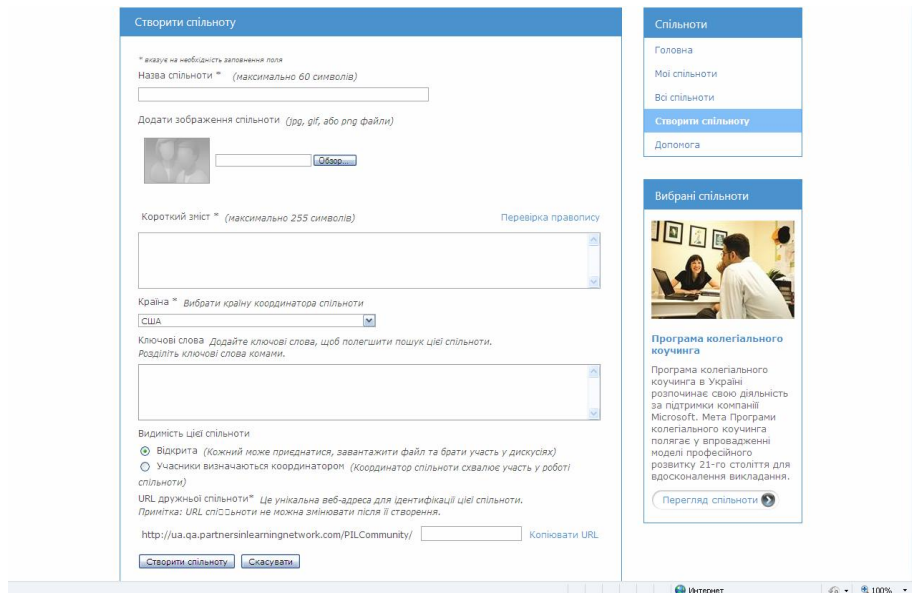 Створити спільноту
* вказує на необхідність заповнення поля
Назва спільноти * (максимально 60 символів)
Додати зображення спільноти (jpg, gif, або png файли)
Обзор...
Короткий зміст * (максимально 255 символів)
Перевірка правопису
Країна * Вибрати країну координатора спільноти
США
Ключові слова Додайте ключові слова, щоб полегшити пошук цієї спільноти.
Розділіть ключові слова комами.
Видимість цієї спільноти
Відкрита (Кожний може приєднатися, завантажити файл та брати участь у дискусіях)
Учасники визначаються координатором (Координатор спільноти схвалює участь у роботі
спільноти)
URL дружньої спільноти* Це унікальна веб-адреса для ідентифікації цієї спільноти.
Примітка: URL не можна змінювати після її створення.
http://ua.qa.partnersinlearningnetwork.com/PILCommunity/
Копіювати URL
Створити спільноту
Скасувати
Спільноти
Головна
Мої спільноти
Всі спільноти
Створити спільноту
Допомога
Вибрані спільноти
Програма колегіального
коучинга
Програма колегіального
коучинга в Україні
розпочинає свою діяльність
за підтримки компанії
Microsoft. Мета Програми
колегіального коучинга
полягає у впровадженні
моделі професійного
розвитку 21-го століття для
вдосконалення викладання.
Перегляд спільноти
Интернет
100%